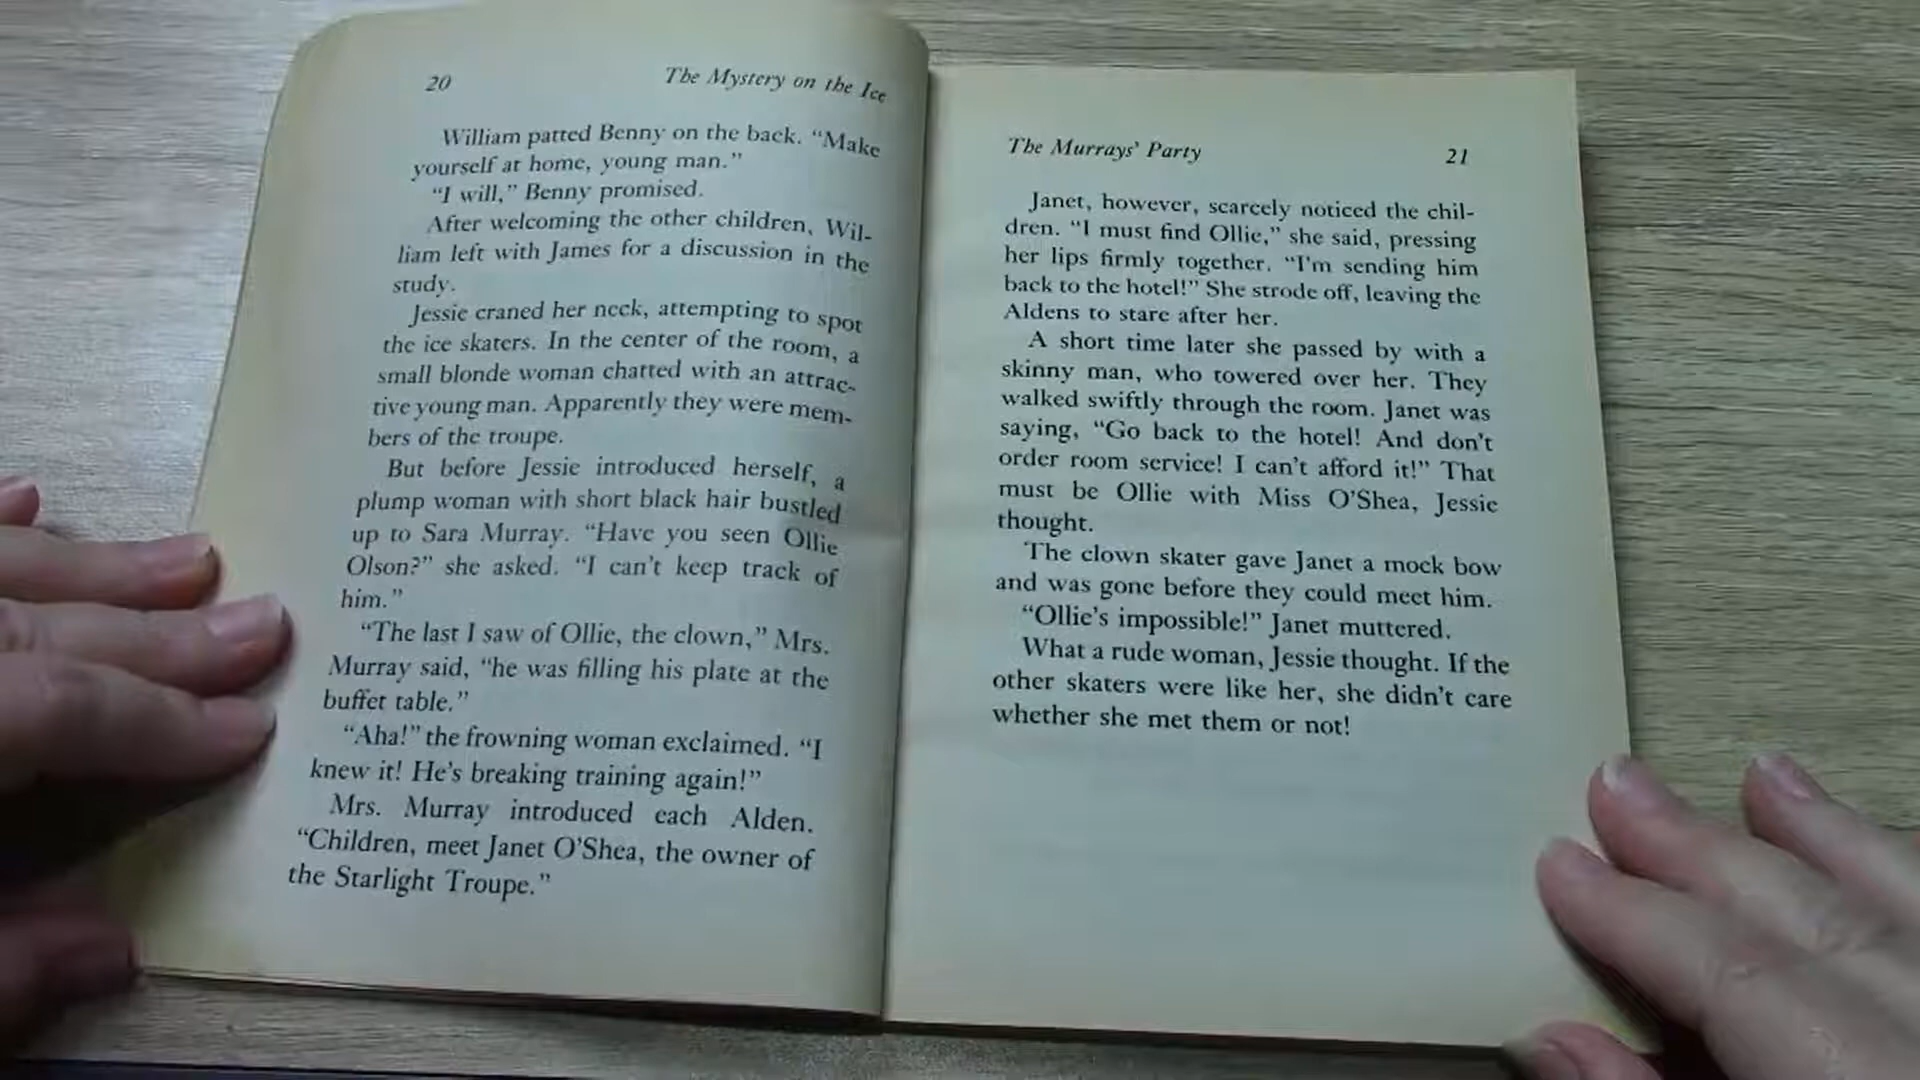 20
The Mystery on the Ice
William patted Benny on the back. “Make
yourself at home, young man.”
“I will,” Benny promised.
After welcoming the other children, Wil-
liam left with James for a discussion in the
study.
Jessie craned her neck, attempting to spot
the ice skaters. In the center of the room, a
small blonde woman chatted with an attrac-
tive young man. Apparently they were mem-
bers of the troupe.
But before Jessie introduced herself, a
plump woman with short black hair bustled
up to Sara Murray. “Have you seen Ollie
Olson?” she asked. “I can’t keep track of
him.”
“The last I saw of Ollie, the clown,” Mrs.
Murray said, “he was filling his plate at the
buffet table.”
“Aha!” the frowning woman exclaimed. “I
knew it! He’s breaking training again!”
Mrs. Murray introduced each Alden.
“Children, meet Janet O’Shea, the owner of
the Starlight Troupe.”
The Murrays’ Party
21
Janet, however, scarcely noticed the chil-
dren. “I must find Ollie,” she said, pressing
her lips firmly together. “I’m sending him
back to the hotel!” She strode off, leaving the
Aldens to stare after her.
A short time later she passed by with a
skinny man, who towered over her. They
walked swiftly through the room. Janet was
saying, “Go back to the hotel! And don’t
order room service! I can’t afford it!” That
must be Ollie with Miss O’Shea, Jessie
thought.
The clown skater gave Janet a mock bow
and was gone before they could meet him.
“Ollie’s impossible!” Janet muttered.
What a rude woman, Jessie thought. If the
other skaters were like her, she didn’t care
whether she met them or not!